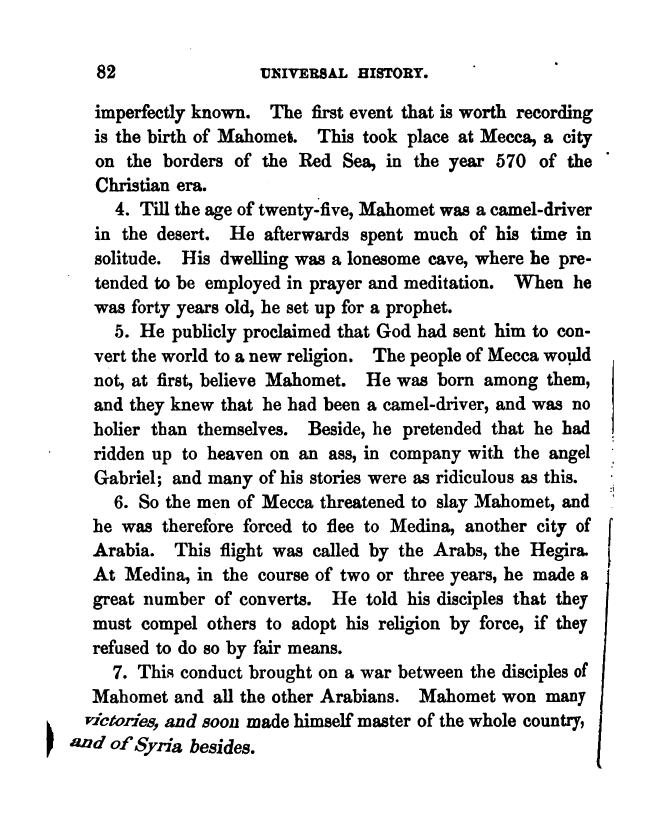 82 UNIVERSAL HISTORY.
imperfectly known. The first event that is worth recording
is the birth of Mahomet. This took place at Mecca, a city
on the borders of the Red Sea, in the year 570 of the
Christian era.
4. Till the age of twenty-five, Mahomet was a camel-driver
in the desert. He afterwards spent much of his time in
solitude. His dwelling was a lonesome cave, where he pre-
tended to be employed in prayer and meditation. When he
was forty years old, he set up for a prophet.
5. He publicly proclaimed that God had sent him to con-
vert the world to a new religion. The people of Mecca would
not, at first, believe Mahomet. He was born among them,
and they knew that he had been a camel-driver, and was no
holier than themselves. Beside, he pretended that he had
ridden up to heaven on an ass, in company with the angel
Gabriel; and many of his stories were as ridiculous as this.
6. So the men of Mecca threatened to slay Mahomet, and
he was therefore forced to flee to Medina, another city of
Arabia. This flight was called by the Arabs, the Hegira.
At Medina, in the course of two or three years, he made a
great number of converts. He told his disciples that they
must compel others to adopt his religion by force, if they
refused to do so by fair means.
7. This conduct brought on a war between the disciples of
Mahomet and all the other Arabians. Mahomet won many
victories, and soon made himself master of the whole country,
and of Syria besides.